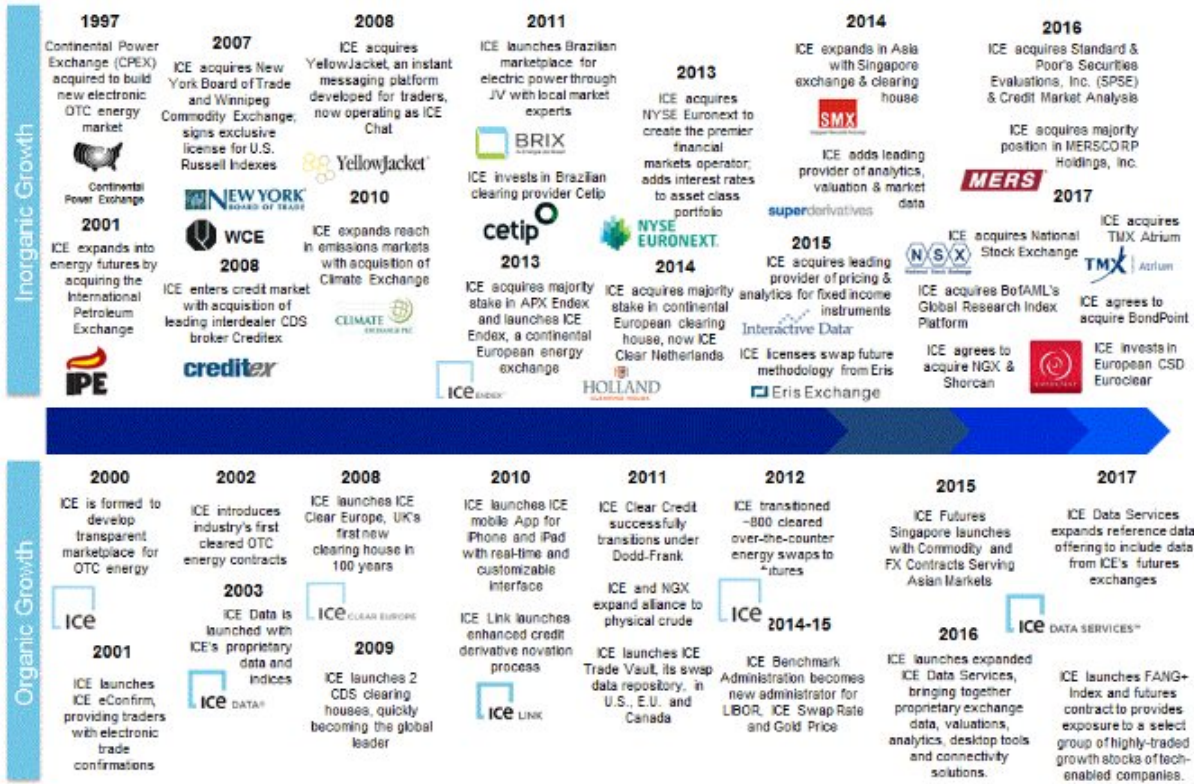 Inorganic Growth
1997
Continental Power
Exchange (CPEX)
acquired to build
new electronic
OTC energy
market
Continental
Power Exchange
2001
ICE expands into
energy futures by
acquiring the
International
Petroleum
Exchange
IPE
2007
ICE acquires New
York Board of Trade
and Winnipeg
Commodity Exchange;
signs exclusive
license for U.S.
Russell Indexes
NEW YORK
BOARD OF TRADE
WCE
2008
ICE enters credit market
with acquisition of
leading interdealer CDS
broker Creditex
creditex
2008
ICE acquires
YellowJacket, an instant
messaging platform
developed for traders,
now operating as ICE
Chat
YellowJacket
2010
ICE expands reach
in emissions markets
with acquisition of
Climate Exchange
CLIMATE
EXCHANGE PLC
2011
ICE launches Brazilian
marketplace for
electric power through
JV with local market
experts
BRIX
ICE invests in Brazilian
clearing provider Cetip
cetip
2013
ICE acquires majority
stake in APX Endex
and launches ICE
Endex, a continental
European energy
exchange
ICE ENDEX
2013
ICE acquires
NYSE Euronext to
create the premier
financial
markets operator;
adds interest rates
to asset class
portfolio
NYSE
EURONEXT.
2014
ICE acquires majority
stake in continental
European clearing
house, now ICE
Clear Netherlands
HOLLAND
CLEARING HOUSE
2014
ICE expands in Asia
with Singapore
exchange & clearing
house
SMX
ICE adds leading
provider of analytics,
valuation & market
data
superderivatives
2015
ICE acquires leading
provider of pricing &
analytics for fixed income
instruments
Interactive Data
ICE licenses swap future
methodology from Eris
Eris Exchange
2016
ICE acquires Standard &
Poor's Securities
Evaluations, Inc. (SPSE)
& Credit Market Analysis
ICE acquires majority
position in MERSCORP
Holdings, Inc.
MERS
2017
ICE acquires National
Stock Exchange
NSX
National Stock Exchange
ICE acquires
TMX Atrium
TMX Atrium
ICE acquires BofAML's
Global Research Index
Platform
ICE agrees to
acquire BondPoint
ICE agrees to
acquire NGX &
Shorcan
ICE invests in
European CSD
Euroclear
Organic Growth
2000
ICE is formed to
develop
transparent
marketplace for
OTC energy
ICE
2001
ICE launches
ICE eConfirm,
providing traders
with electronic
trade
confirmations
2002
ICE introduces
industry's first
cleared OTC
energy contracts
2003
ICE Data is
launched with
ICE's proprietary
data and
indices
ICE DATA®
2008
ICE launches ICE
Clear Europe, UK's
first new
clearing house in
100 years
ICE CLEAR EUROPE
2009
ICE launches 2
CDS clearing
houses, quickly
becoming the global
leader
2010
ICE launches ICE
mobile App for
iPhone and iPad
with real-time and
customizable
interface
ICE Link launches
enhanced credit
derivative novation
process
ICE LINK
2011
ICE Clear Credit
successfully
transitions under
Dodd-Frank
ICE and NGX
expand alliance to
physical crude
ICE launches ICE
Trade Vault, its swap
data repository, in
U.S., E.U. and
Canada
2012
ICE transitioned
~800 cleared
over-the-counter
energy swaps to
futures
ICE
2014-15
ICE Benchmark
Administration becomes
new administrator for
LIBOR, ICE Swap Rate
and Gold Price
2015
ICE Futures
Singapore launches
with Commodity and
FX Contracts Serving
Asian Markets
2016
ICE launches expanded
ICE Data Services,
bringing together
proprietary exchange
data, valuations,
analytics, desktop tools
and connectivity
solutions.
2017
ICE Data Services
expands reference data
offering to include data
from ICE's futures
exchanges
ICE DATA SERVICES™
ICE launches FANG+
Index and futures
contract to provides
exposure to a select
group of highly-traded
growth stocks of tech-
enabled companies.